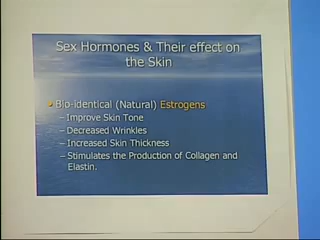 Sex Hormones & Their effect on
the Skin
• Bio-identical (Natural) Estrogens
– Improve Skin Tone
– Decreased Wrinkles
– Increased Skin Thickness
– Stimulates the Production of Collagen and
Elastin.